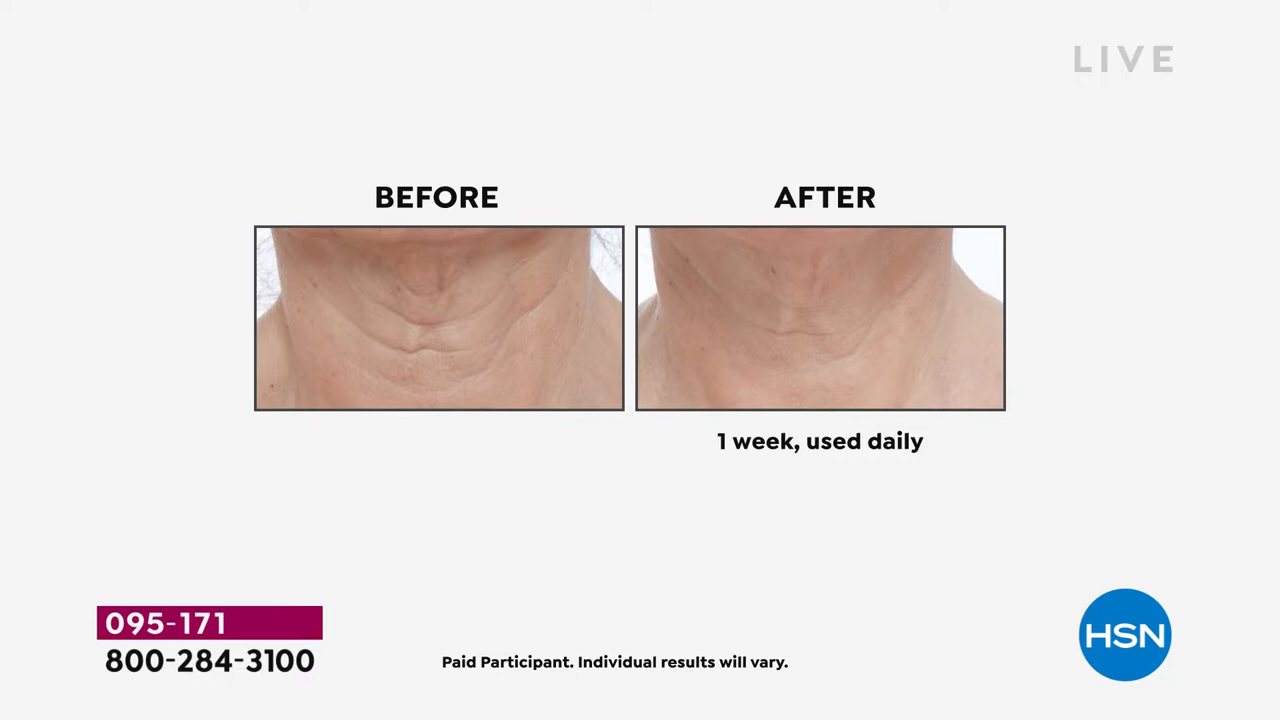 LIVE
BEFORE
AFTER
1 week, used daily
095-171
800-284-3100
Paid Participant. Individual results will vary.
HSN